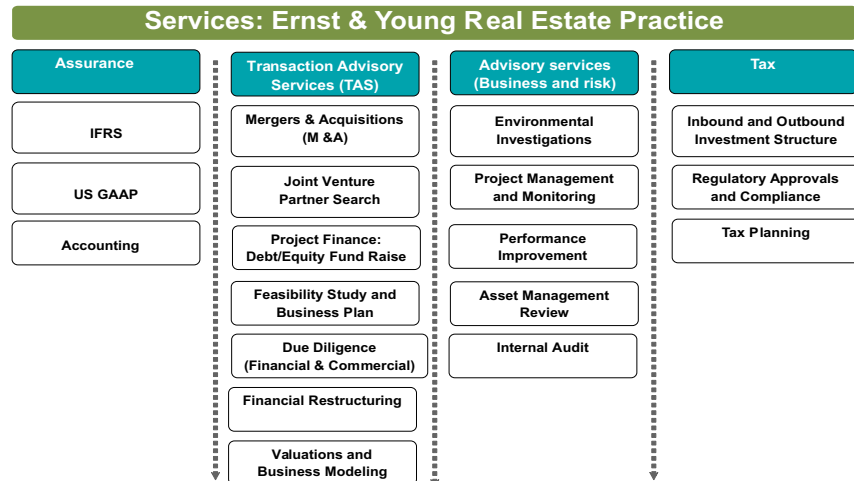 Services: Ernst & Young Real Estate Practice
Assurance
IFRS
US GAAP
Accounting
Transaction Advisory
Services (TAS)
Mergers & Acquisitions
(M &A)
Joint Venture
Partner Search
Project Finance:
Debt/Equity Fund Raise
Feasibility Study and
Business Plan
Due Diligence
(Financial & Commercial)
Financial Restructuring
Valuations and
Business Modeling
Advisory services
(Business and risk)
Environmental
Investigations
Project Management
and Monitoring
Performance
Improvement
Asset Management
Review
Internal Audit
Tax
Inbound and Outbound
Investment Structure
Regulatory Approvals
and Compliance
Tax Planning